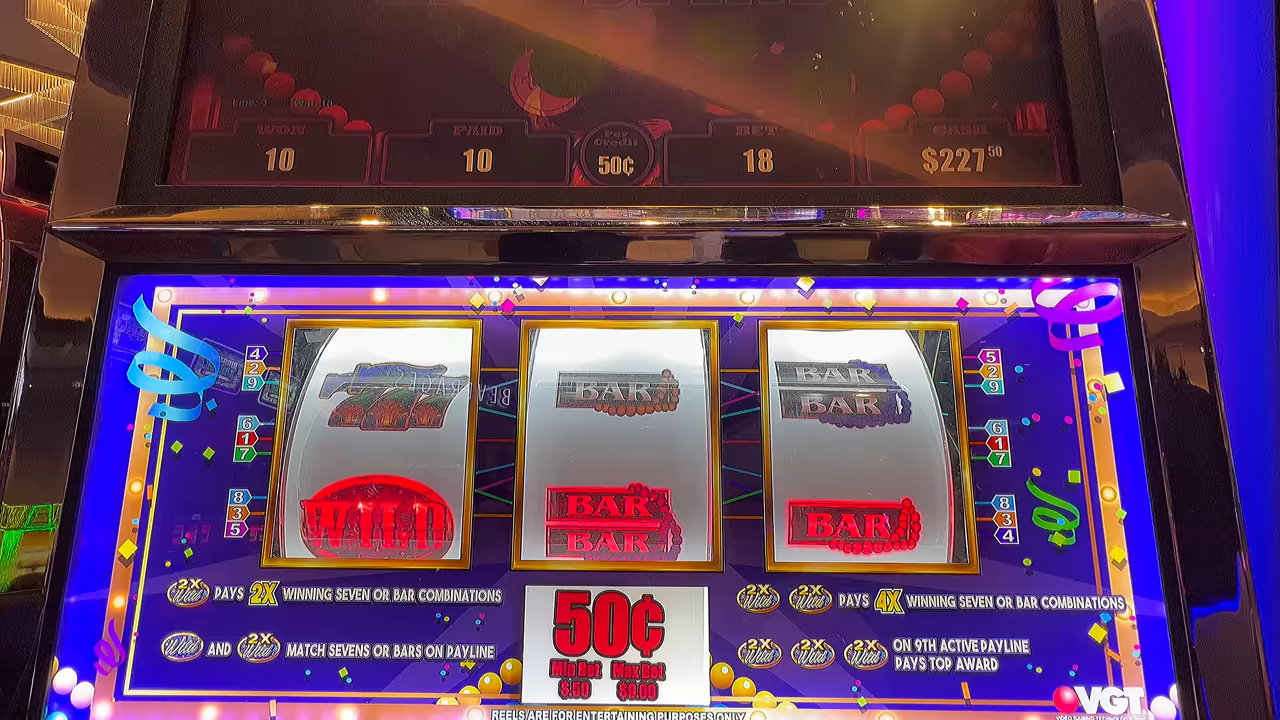 WON
PAID
Per
Credit
BET
CASH
10
10
50¢
18
$227.50
4
2
9
6
1
7
8
3
5
777
WILD
BAR
BAR
BAR
BAR
BAR
BAR
5
2
9
6
1
7
8
3
4
2X Wild PAYS 2X WINNING SEVEN OR BAR COMBINATIONS
Wild AND 2X Wild MATCH SEVENS OR BARS ON PAYLINE
50¢
Min Bet Max Bet
$.50 $9.00
2X Wild 2X Wild PAYS 4X WINNING SEVEN OR BAR COMBINATIONS
2X Wild 2X Wild 2X Wild ON 9TH ACTIVE PAYLINE
PAYS TOP AWARD
REELS ARE FOR ENTERTAINING PURPOSES ONLY
VGT